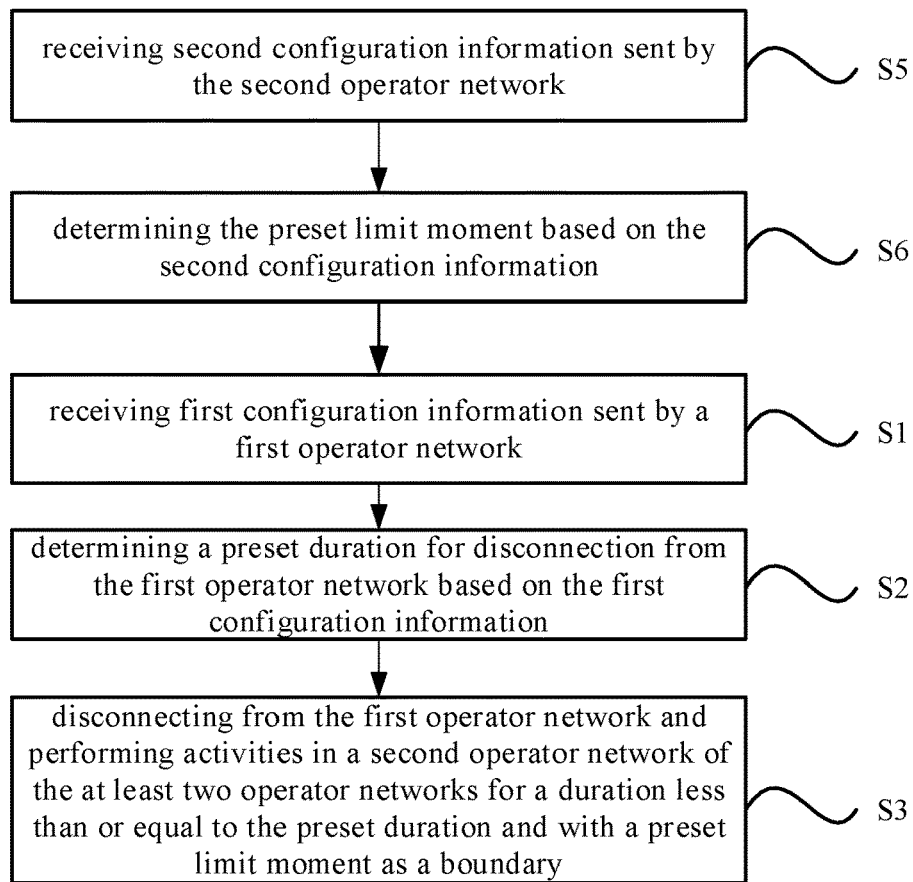 receiving second configuration information sent by
the second operator network
S5
determining the preset limit moment based on the
second configuration information
S6
receiving first configuration information sent by a
first operator network
S1
determining a preset duration for disconnection from
the first operator network based on the first
configuration information
S2
disconnecting from the first operator network and
performing activities in a second operator network of
the at least two operator networks for a duration less
than or equal to the preset duration and with a preset
limit moment as a boundary
S3